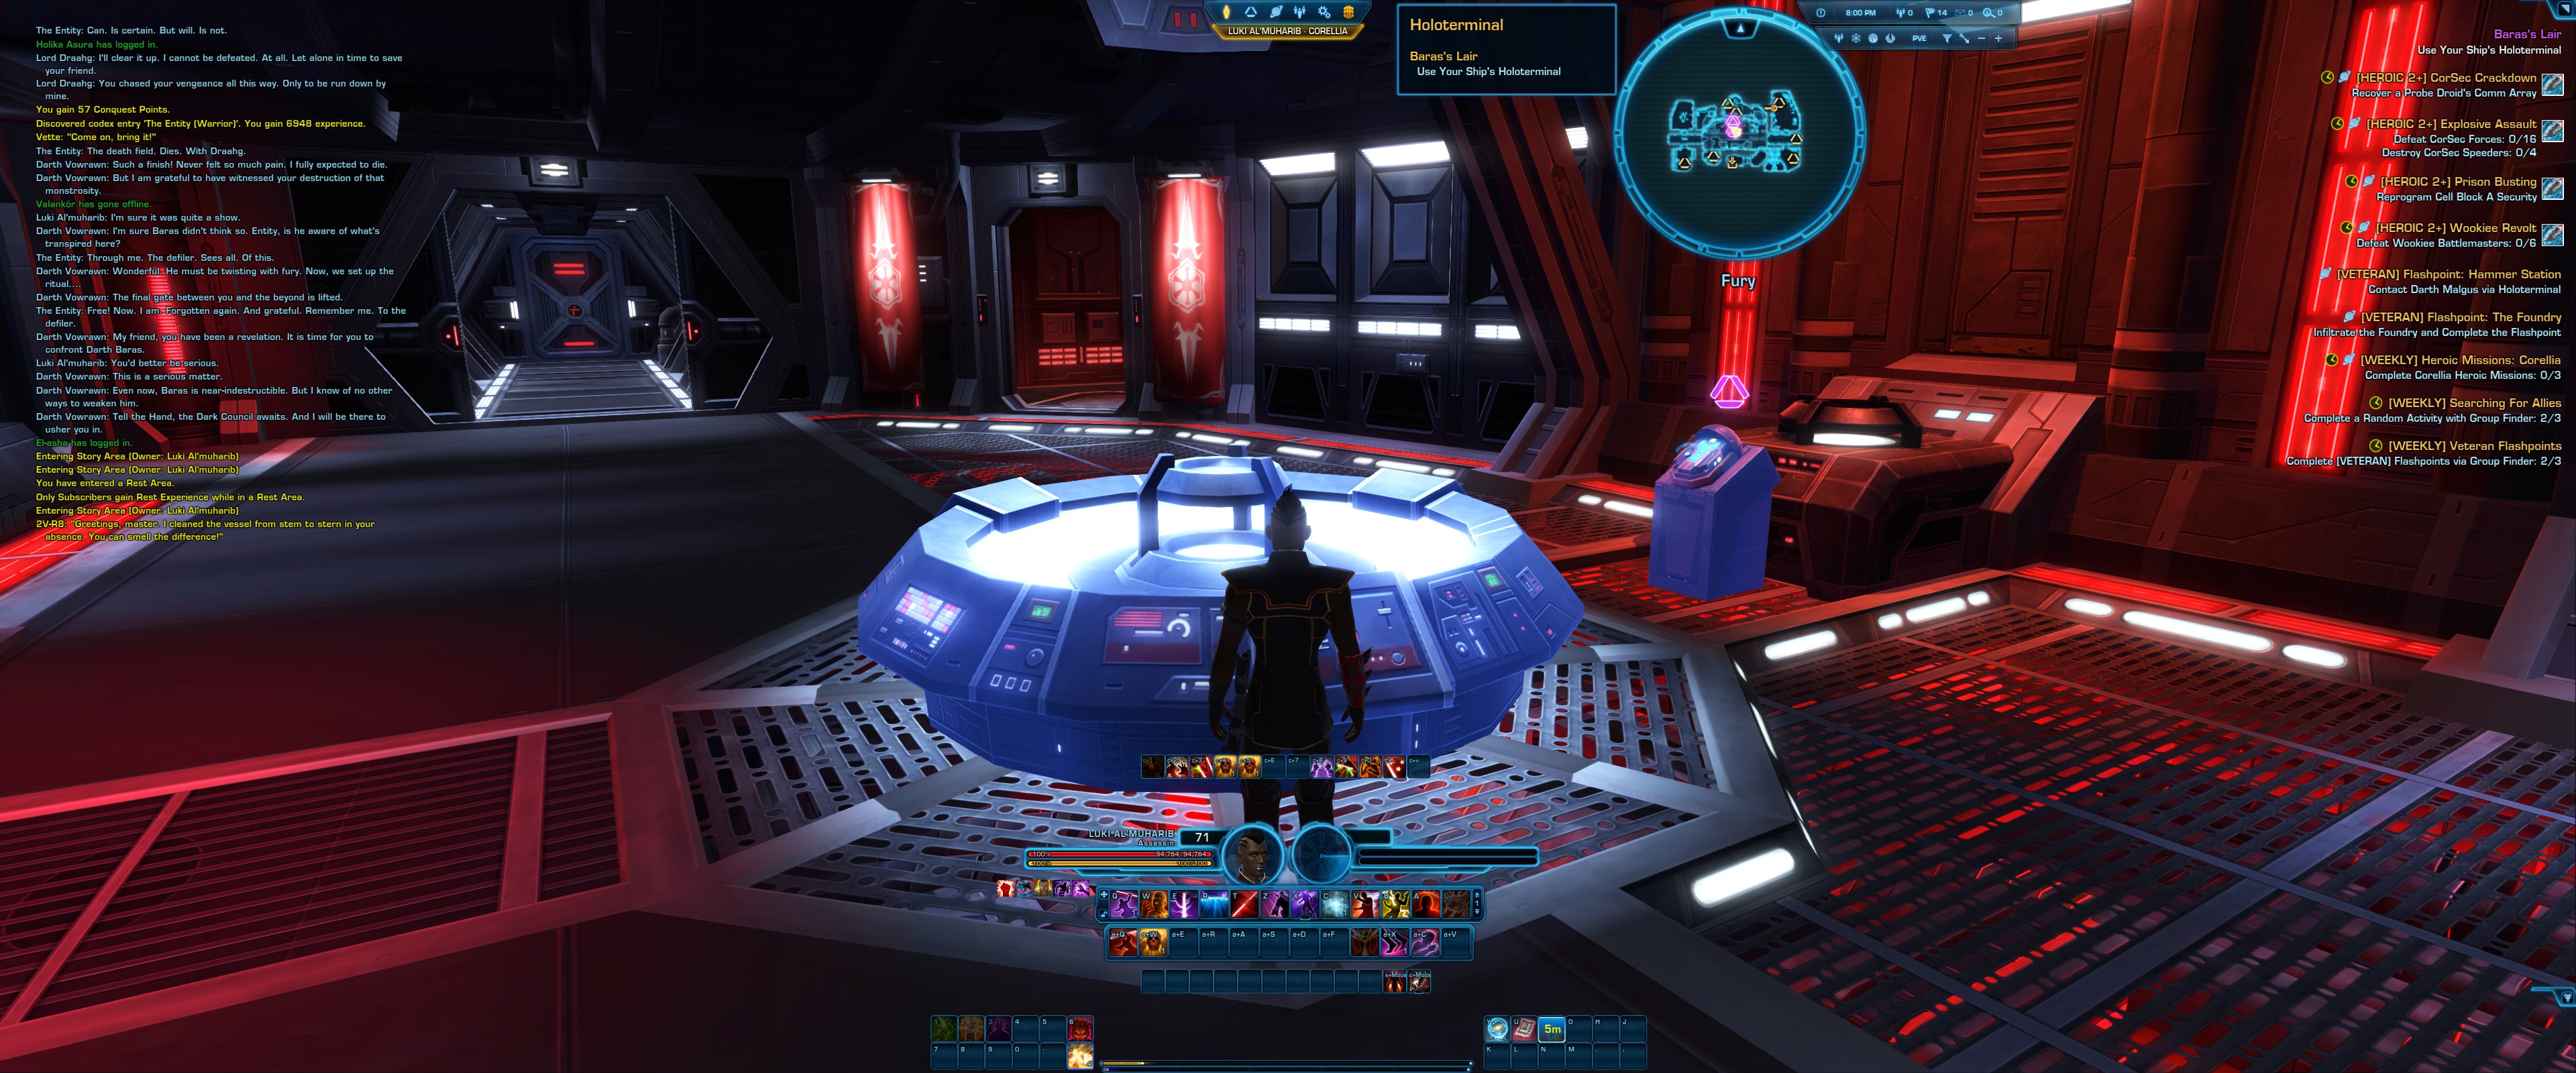 The Entity: Can. Is certain. But will. Is not.
Holika Asura has logged in.
Lord Draahg: I'll clear it up. I cannot be defeated. At all. Let alone in time to save
your friend.
Lord Draahg: You chased your vengeance all this way. Only to be run down by
mine.
You gain 57 Conquest Points.
Discovered codex entry 'The Entity (Warrior)'. You gain 6948 experience.
Vette: "Come on, bring it!"
The Entity: The death field. Dies. With Draahg.
Darth Vowrawn: Such a finish! Never felt so much pain. I fully expected to die.
Darth Vowrawn: But I am grateful to have witnessed your destruction of that
monstrosity.
Valankör has gone offline.
Luki Al'muharib: I'm sure it was quite a show.
Darth Vowrawn: I'm sure Baras didn't think so. Entity, is he aware of what's
transpired here?
The Entity: Through me. The defiler. Sees all. Of this.
Darth Vowrawn: Wonderful. He must be twisting with fury. Now, we set up the
ritual....
Darth Vowrawn: The final gate between you and the beyond is lifted.
The Entity: Free! Now. I am. Forgotten again. And grateful. Remember me. To the
defiler.
Darth Vowrawn: My friend, you have been a revelation. It is time for you to
confront Darth Baras.
Luki Al'muharib: You'd better be serious.
Darth Vowrawn: This is a serious matter.
Darth Vowrawn: Even now, Baras is near-indestructible. But I know of no other
ways to weaken him.
Darth Vowrawn: Tell the Hand, the Dark Council awaits. And I will be there to
usher you in.
El-asha has logged in.
Entering Story Area (Owner: Luki Al'muharib)
Entering Story Area (Owner: Luki Al'muharib)
You have entered a Rest Area.
Only Subscribers gain Rest Experience while in a Rest Area.
Entering Story Area (Owner: Luki Al'muharib)
2V-R8: "Greetings, master. I cleaned the vessel from stem to stern in your
absence. You can smell the difference!"
LUKI AL'MUHARIB - CORELLIA
Holoterminal
Baras's Lair
Use Your Ship's Holoterminal
8:00 PM
0
14
0
0
PVE
Fury
Baras's Lair
Use Your Ship's Holoterminal
[HEROIC 2+] CorSec Crackdown
Recover a Probe Droid's Comm Array
[HEROIC 2+] Explosive Assault
Defeat CorSec Forces: 0/16
Destroy CorSec Speeders: 0/4
[HEROIC 2+] Prison Busting
Reprogram Cell Block A Security
[HEROIC 2+] Wookiee Revolt
Defeat Wookiee Battlemasters: 0/6
[VETERAN] Flashpoint: Hammer Station
Contact Darth Malgus via Holoterminal
[VETERAN] Flashpoint: The Foundry
Infiltrate the Foundry and Complete the Flashpoint
[WEEKLY] Heroic Missions: Corellia
Complete Corellia Heroic Missions: 0/3
[WEEKLY] Searching For Allies
Complete a Random Activity with Group Finder: 2/3
[WEEKLY] Veteran Flashpoints
Complete [VETERAN] Flashpoints via Group Finder: 2/3
c+6 c+7
LUKI AL'MUHARIB 71
Assassin
100% 94,764/94,764
100% 100/100
Q W E T Z X C V A
a+Q a+W a+E a+R a+A a+S a+D a+F a+X a+C a+V
4 5 6
7 8 9 0
U 5m O H J
K L N M